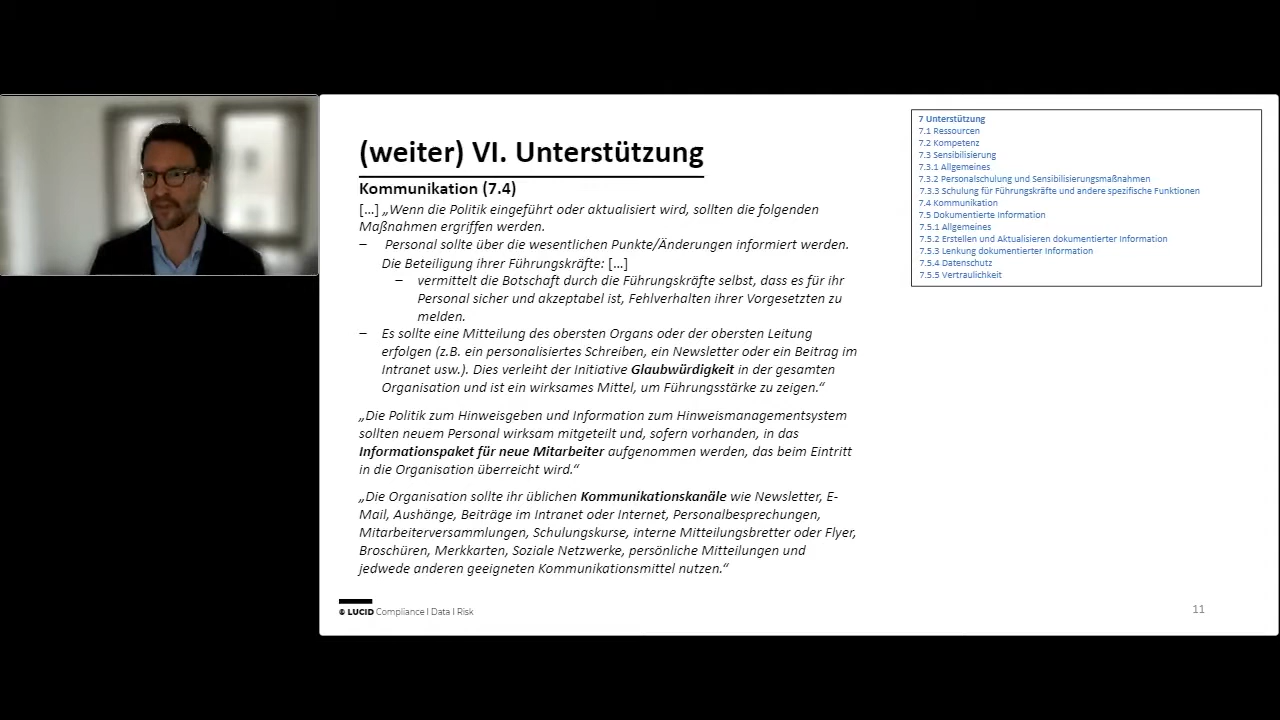 (weiter) VI. Unterstützung
Kommunikation (7.4)
[…] „Wenn die Politik eingeführt oder aktualisiert wird, sollten die folgenden
Maßnahmen ergriffen werden.
– Personal sollte über die wesentlichen Punkte/Änderungen informiert werden.
Die Beteiligung ihrer Führungskräfte: […]
– vermittelt die Botschaft durch die Führungskräfte selbst, dass es für ihr
Personal sicher und akzeptabel ist, Fehlverhalten ihrer Vorgesetzten zu
melden.
– Es sollte eine Mitteilung des obersten Organs oder der obersten Leitung
erfolgen (z.B. ein personalisiertes Schreiben, ein Newsletter oder ein Beitrag im
Intranet usw.). Dies verleiht der Initiative Glaubwürdigkeit in der gesamten
Organisation und ist ein wirksames Mittel, um Führungsstärke zu zeigen.“
„Die Politik zum Hinweisgeben und Information zum Hinweismanagementsystem
sollten neuem Personal wirksam mitgeteilt und, sofern vorhanden, in das
Informationspaket für neue Mitarbeiter aufgenommen werden, das beim Eintritt
in die Organisation überreicht wird.“
„Die Organisation sollte ihr üblichen Kommunikationskanäle wie Newsletter, E-
Mail, Aushänge, Beiträge im Intranet oder Internet, Personalbesprechungen,
Mitarbeiterversammlungen, Schulungskurse, interne Mitteilungsbretter oder Flyer,
Broschüren, Merkkarten, Soziale Netzwerke, persönliche Mitteilungen und
jedwede anderen geeigneten Kommunikationsmittel nutzen.“
7 Unterstützung
7.1 Ressourcen
7.2 Kompetenz
7.3 Sensibilisierung
7.3.1 Allgemeines
7.3.2 Personalschulung und Sensibilisierungsmaßnahmen
7.3.3 Schulung für Führungskräfte und andere spezifische Funktionen
7.4 Kommunikation
7.5 Dokumentierte Information
7.5.1 Allgemeines
7.5.2 Erstellen und Aktualisieren dokumentierter Information
7.5.3 Lenkung dokumentierter Information
7.5.4 Datenschutz
7.5.5 Vertraulichkeit
© LUCID Compliance I Data I Risk
11